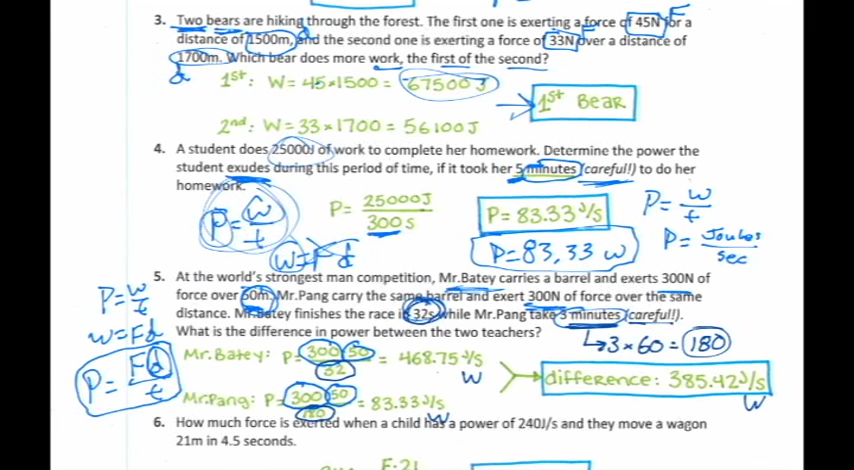 3. Two bears are hiking through the forest. The first one is exerting a force of 45N for a F
distance of 1500m, and the second one is exerting a force of 33N over a distance of d F
1700m. Which bear does more work, the first of the second?
d 1st: W = 45×1500 = 67500 J
1st Bear
2nd: W = 33×1700 = 56100 J
4. A student does 25000J of work to complete her homework. Determine the power the
student exudes during this period of time, if it took her 5 minutes (careful!) to do her
homework.
P = W/t P = 25000J/300s P = 83.33 J/s P = W/t
W = Fd P = 83,33 W P = Joules/sec
5. At the world's strongest man competition, Mr.Batey carries a barrel and exerts 300N of
force over 50m. Mr.Pang carry the same barrel and exert 300N of force over the same
distance. Mr.Batey finishes the race in 32s while Mr.Pang take 3 minutes (careful!).
What is the difference in power between the two teachers?
↳ 3×60 = 180
P = W/t
W = Fd
P = Fd/t
Mr.Batey: P = (300)(50)/32 = 468.75 J/s W
difference: 385.42 J/s W
Mr.Pang: P = (300)(50)/180 = 83.33 J/s W
6. How much force is exerted when a child has a power of 240J/s and they move a wagon
21m in 4.5 seconds.
F·21